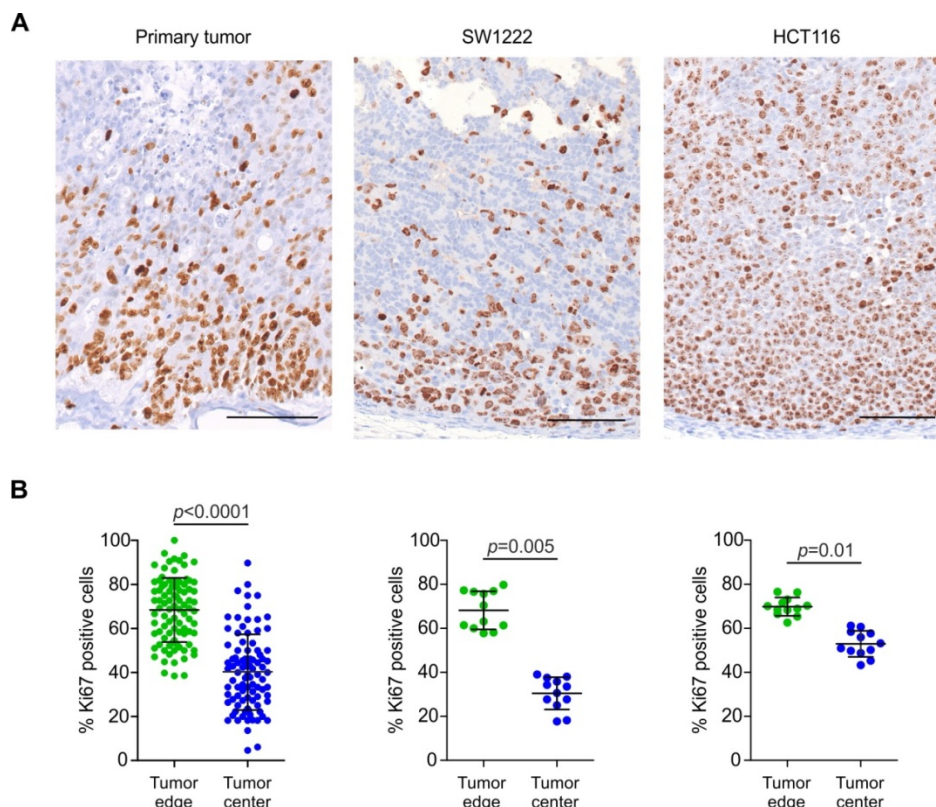 A
Primary tumor
SW1222
HCT116
B
p<0.0001
% Ki67 positive cells
100
80
60
40
20
0
Tumor
edge
Tumor
center
p=0.005
% Ki67 positive cells
100
80
60
40
20
0
Tumor
edge
Tumor
center
p=0.01
% Ki67 positive cells
100
80
60
40
20
0
Tumor
edge
Tumor
center